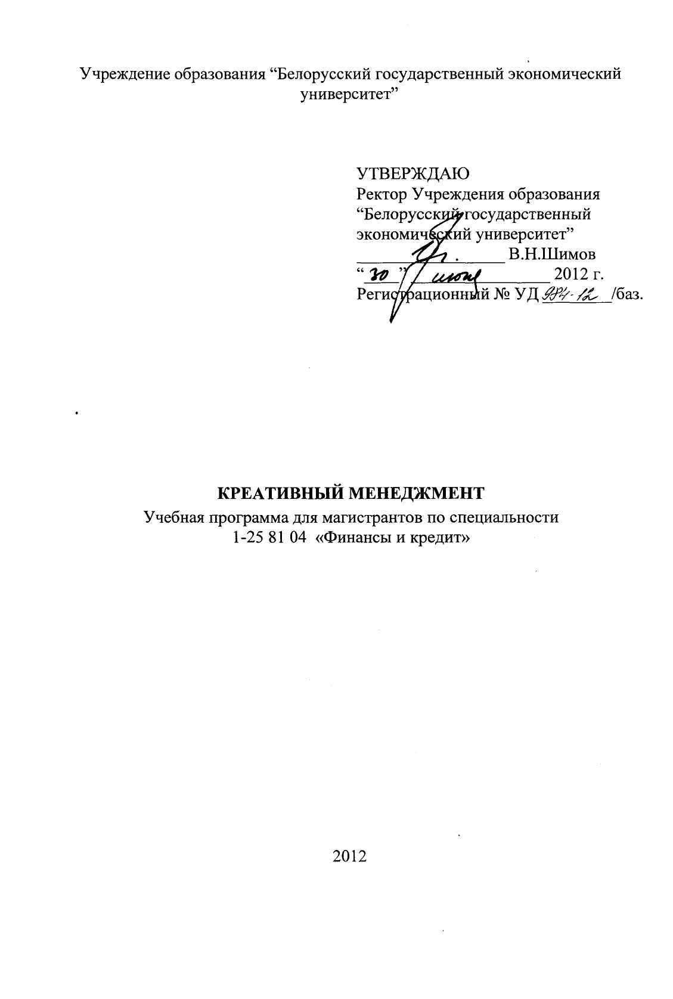 Учреждение образования “Белорусский государственный экономический
университет”
УТВЕРЖДАЮ
Ректор Учреждения образования
“Белорусский государственный
экономический университет”
В.Н.Шимов
“30” июня 2012 г.
Регистрационный № УД 984-12/баз.
КРЕАТИВНЫЙ МЕНЕДЖМЕНТ
Учебная программа для магистрантов по специальности
1-25 81 04 «Финансы и кредит»
2012